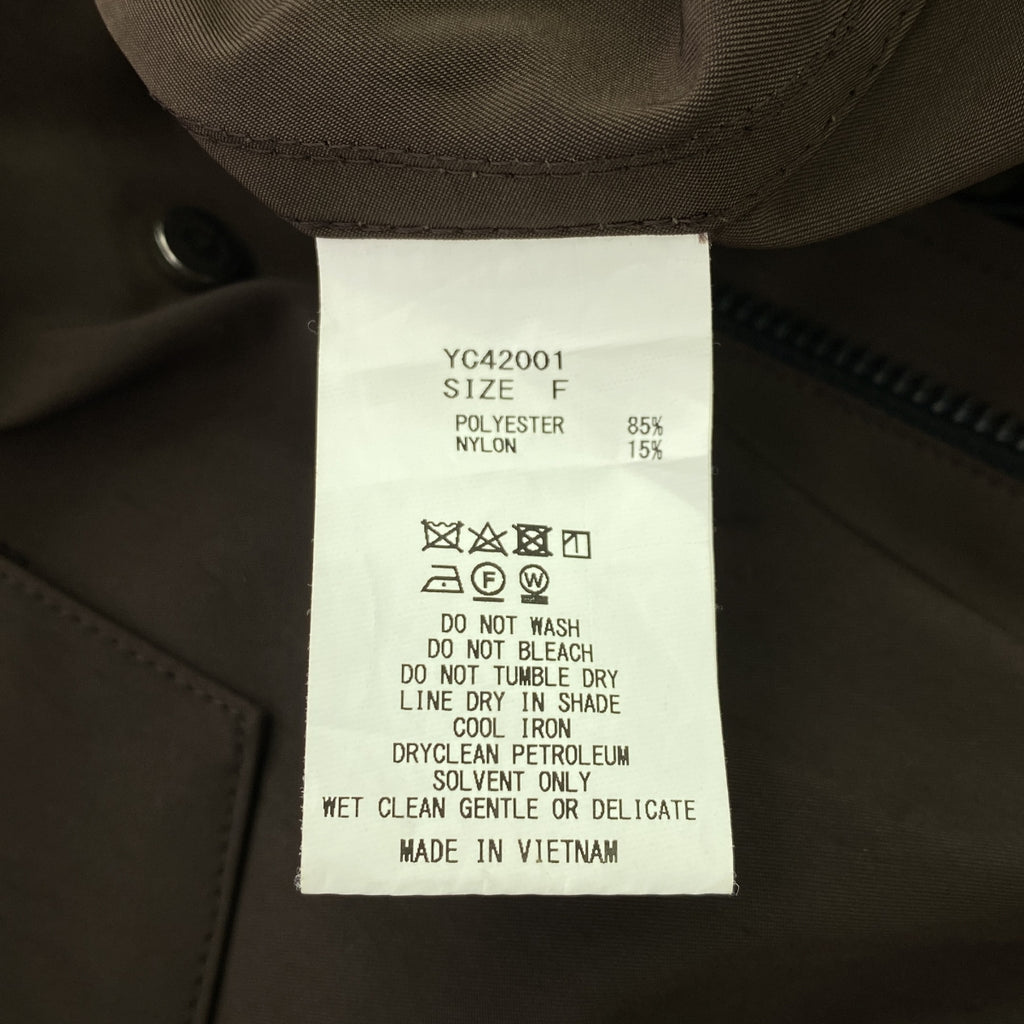 YC42001
SIZE F
POLYESTER 85%
NYLON 15%
F W
DO NOT WASH
DO NOT BLEACH
DO NOT TUMBLE DRY
LINE DRY IN SHADE
COOL IRON
DRYCLEAN PETROLEUM
SOLVENT ONLY
WET CLEAN GENTLE OR DELICATE
MADE IN VIETNAM